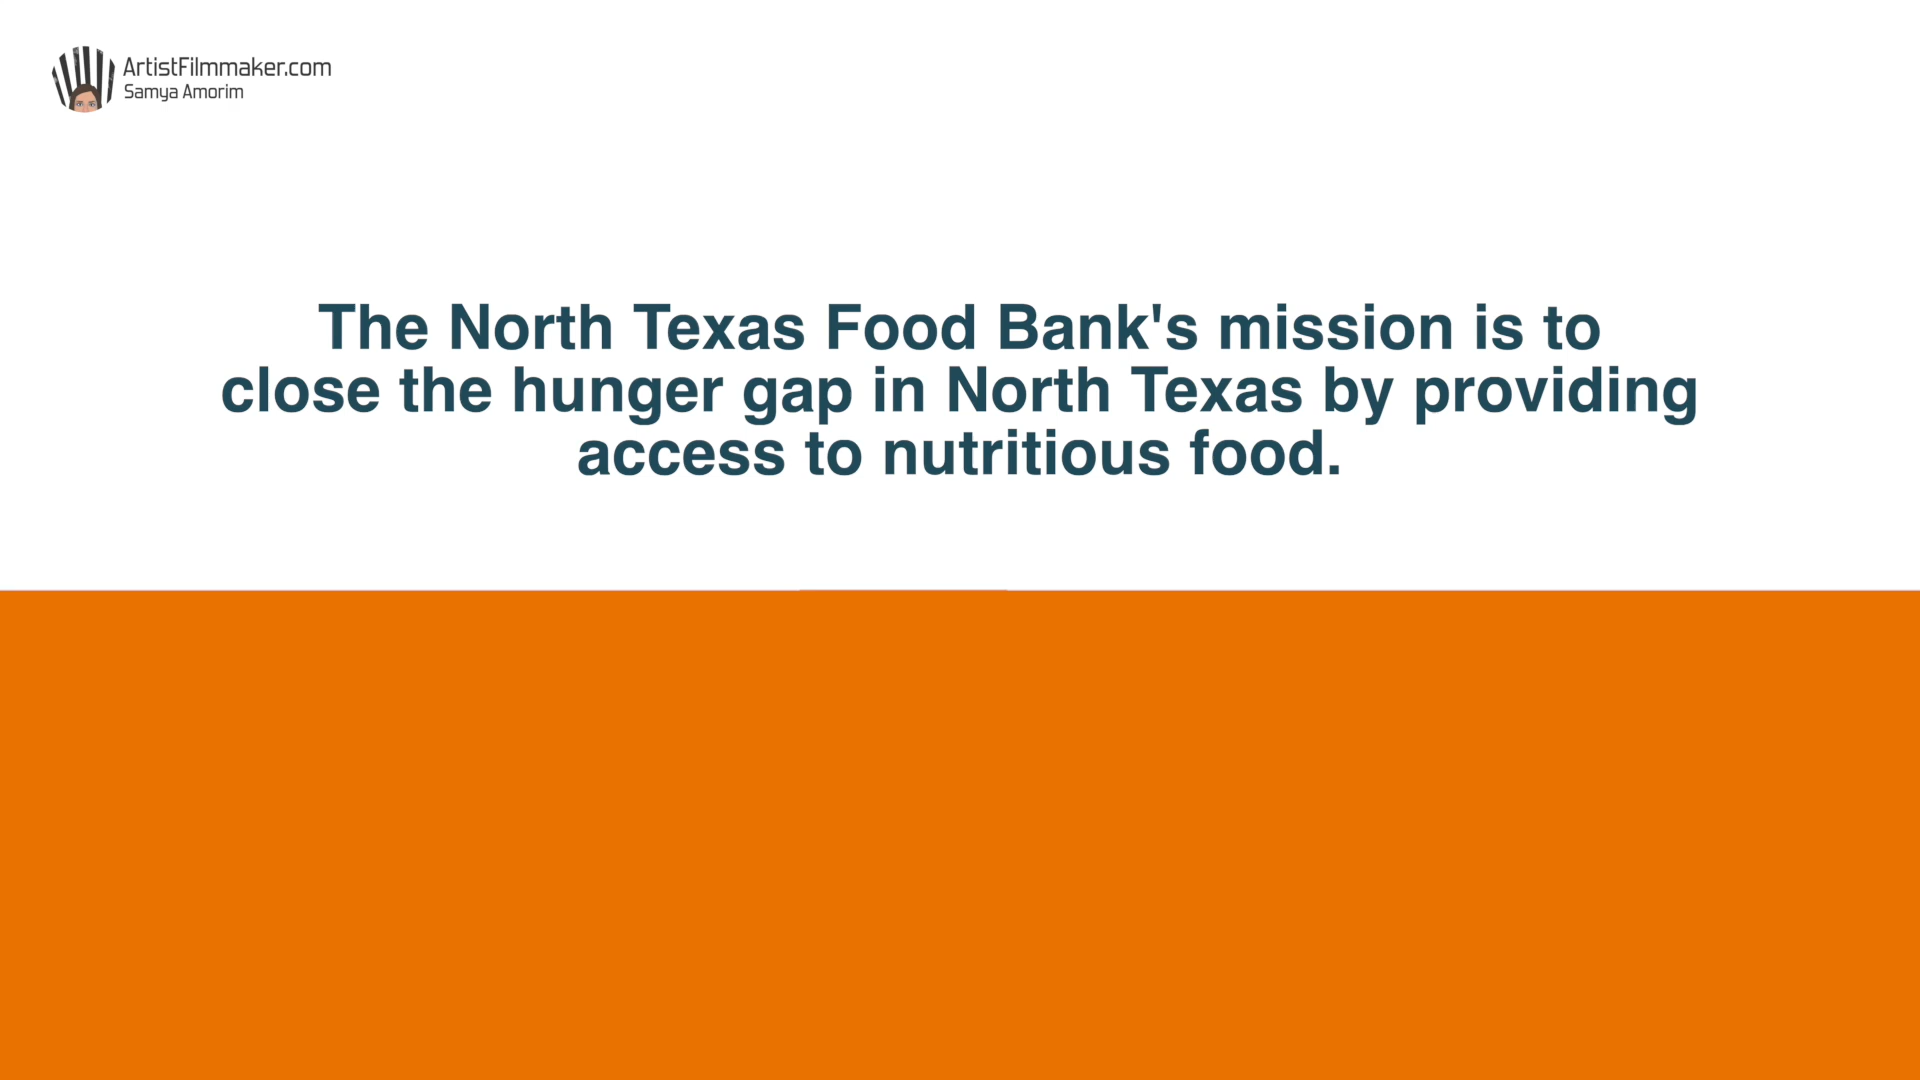 ArtistFilmmaker.com
Samya Amorim
The North Texas Food Bank's mission is to
close the hunger gap in North Texas by providing
access to nutritious food.